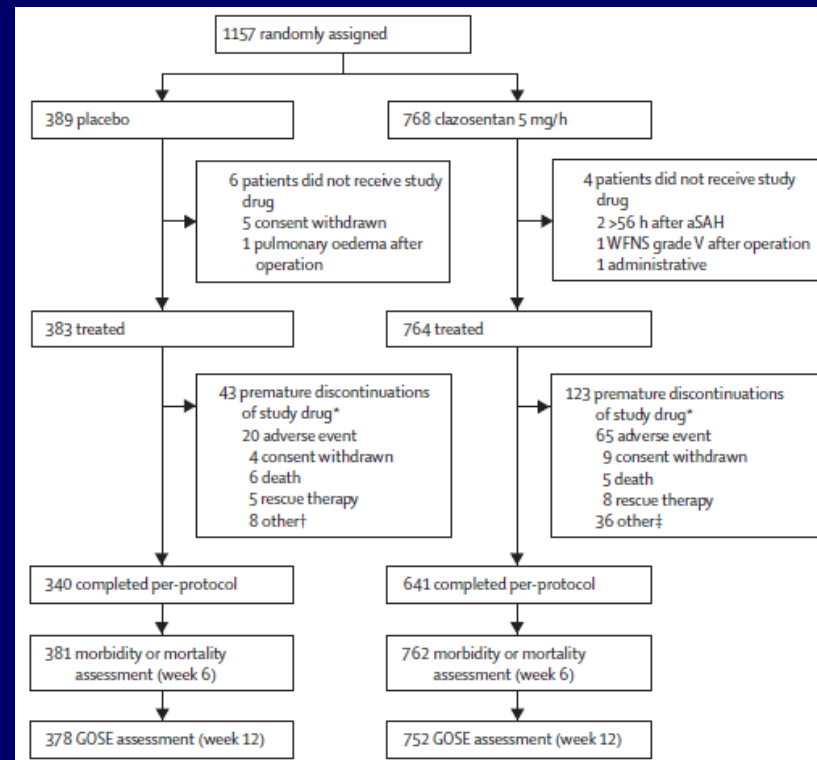 1157 randomly assigned
389 placebo
768 clazosentan 5 mg/h
6 patients did not receive study
drug
5 consent withdrawn
1 pulmonary oedema after
operation
4 patients did not receive study
drug
2 >56 h after aSAH
1 WFNS grade V after operation
1 administrative
383 treated
764 treated
43 premature discontinuations
of study drug*
20 adverse event
4 consent withdrawn
6 death
5 rescue therapy
8 other†
123 premature discontinuations
of study drug*
65 adverse event
9 consent withdrawn
5 death
8 rescue therapy
36 other‡
340 completed per-protocol
641 completed per-protocol
381 morbidity or mortality
assessment (week 6)
762 morbidity or mortality
assessment (week 6)
378 GOSE assessment (week 12)
752 GOSE assessment (week 12)